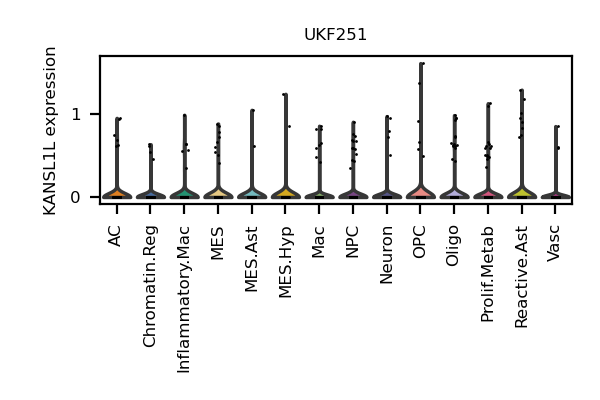 UKF251
KANSL1L expression
1
0
AC
Chromatin.Reg
Inflammatory.Mac
MES
MES.Ast
MES.Hyp
Mac
NPC
Neuron
OPC
Oligo
Prolif.Metab
Reactive.Ast
Vasc